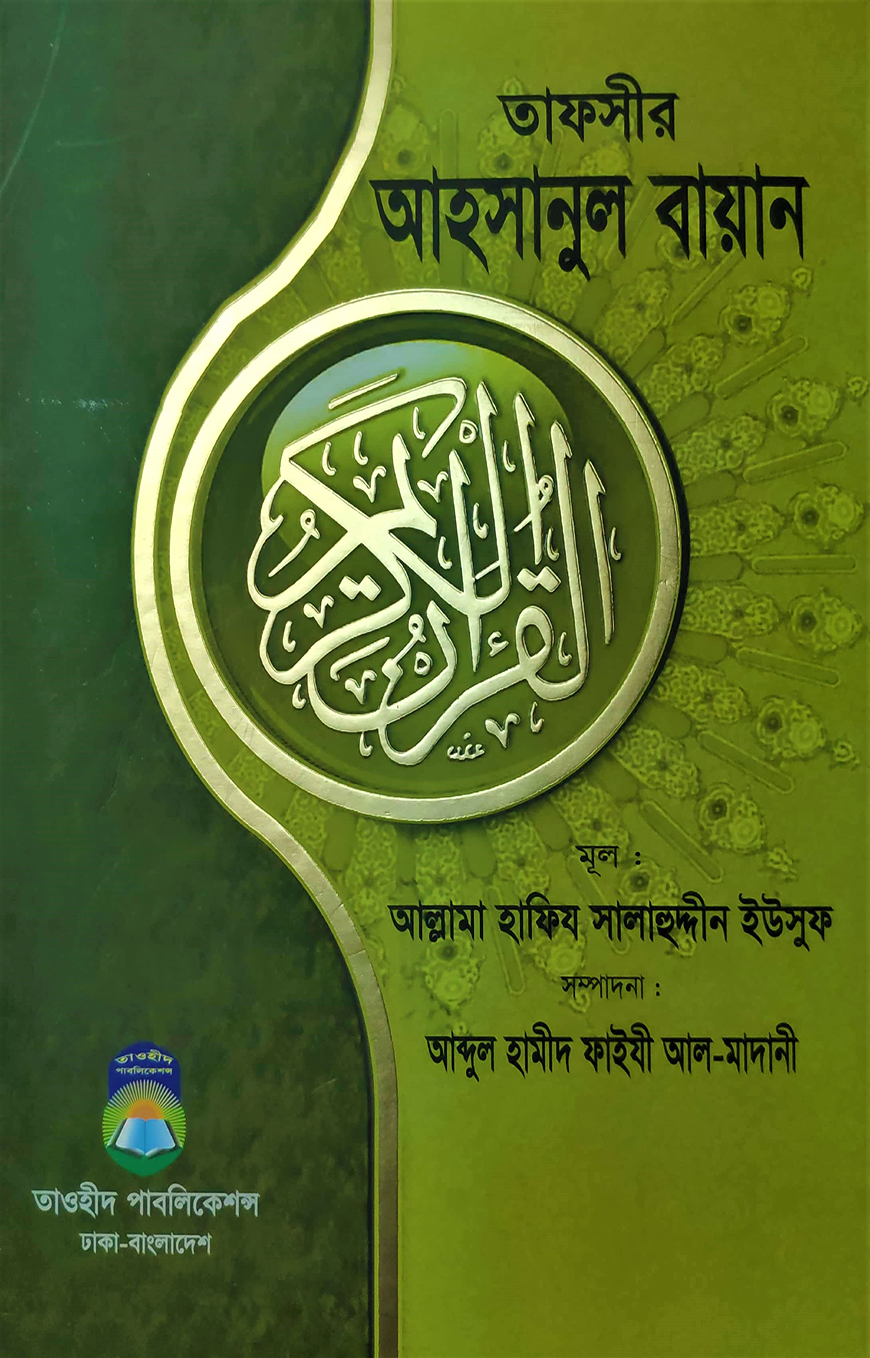 তাফসীর
আহসানুল বায়ান
القرآن الكريم
মূল :
আল্লামা হাফিয সালাহুদ্দীন ইউসুফ
সম্পাদনা :
আব্দুল হামীদ ফাইযী আল-মাদানী
তাওহীদ
পাবলিকেশন্স
তাওহীদ পাবলিকেশন্স
ঢাকা-বাংলাদেশ